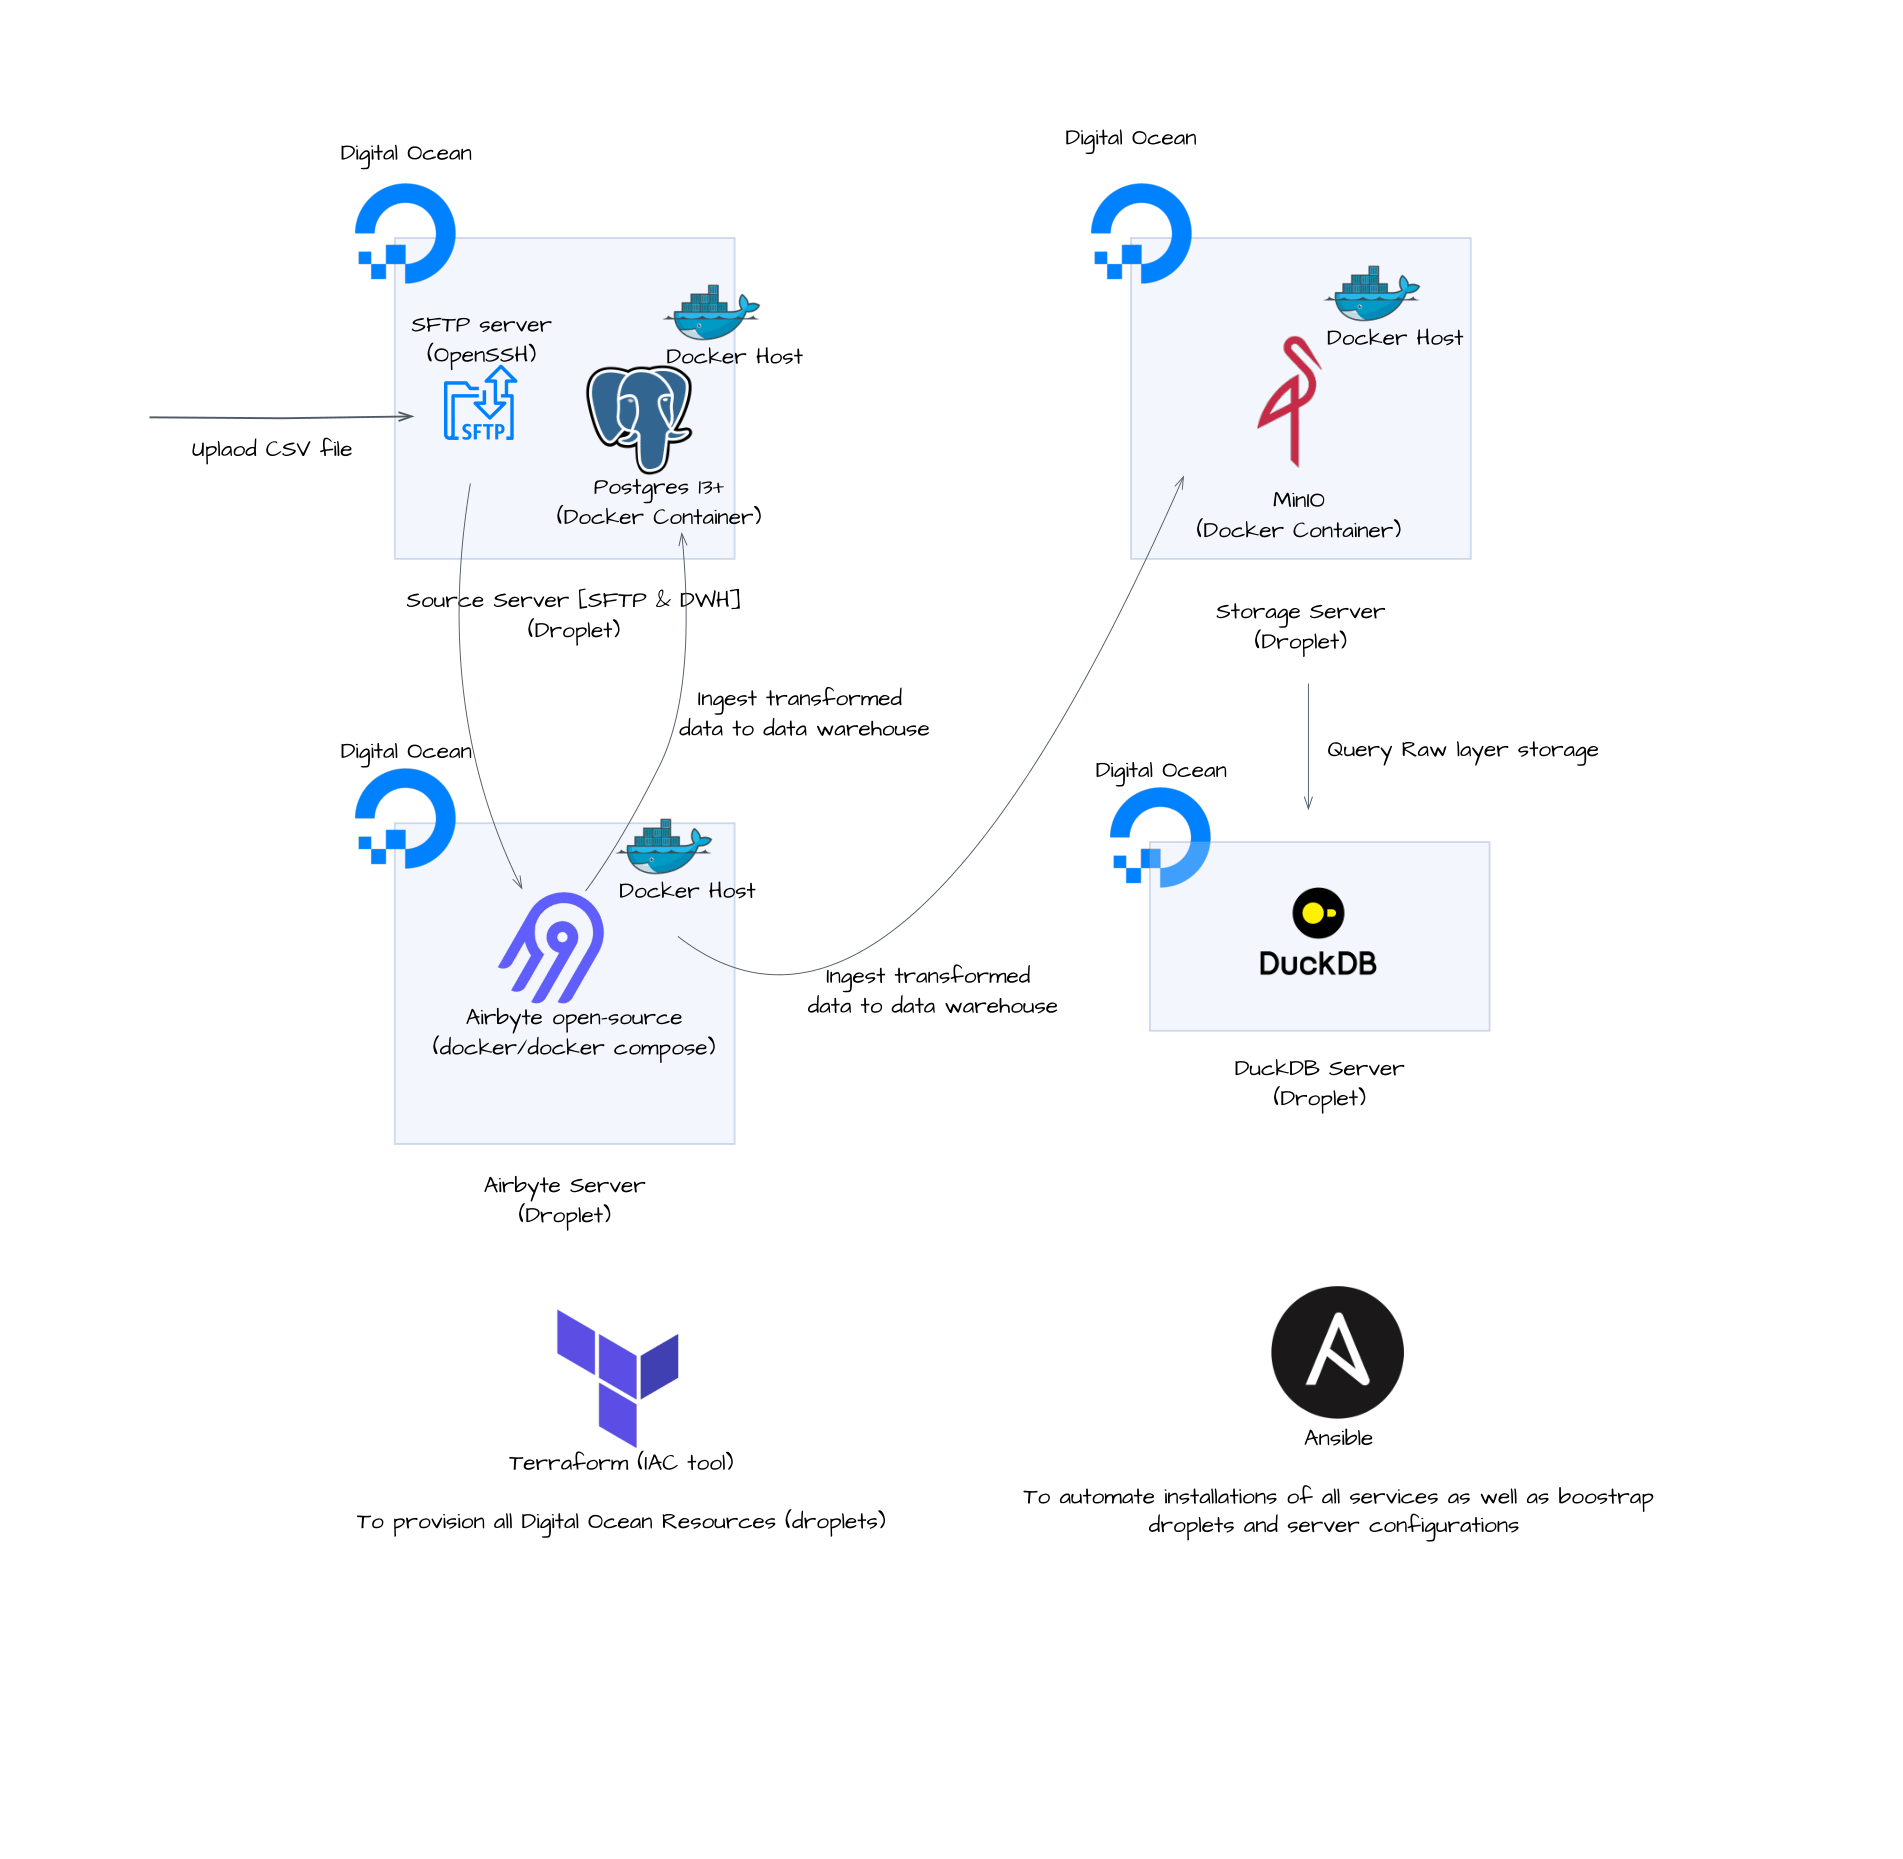 Digital Ocean
SFTP server
(OpenSSH)
SFTP
Docker Host
Uplaod CSV file
Postgres 13+
(Docker Container)
Source Server [SFTP & DWH]
(Droplet)
Digital Ocean
Docker Host
MinIO
(Docker Container)
Storage Server
(Droplet)
Ingest transformed
data to data warehouse
Query Raw layer storage
Digital Ocean
Docker Host
Airbyte open-source
(docker/docker compose)
Airbyte Server
(Droplet)
Ingest transformed
data to data warehouse
Digital Ocean
DuckDB
DuckDB Server
(Droplet)
Terraform (IAC tool)
To provision all Digital Ocean Resources (droplets)
Ansible
To automate installations of all services as well as boostrap
droplets and server configurations